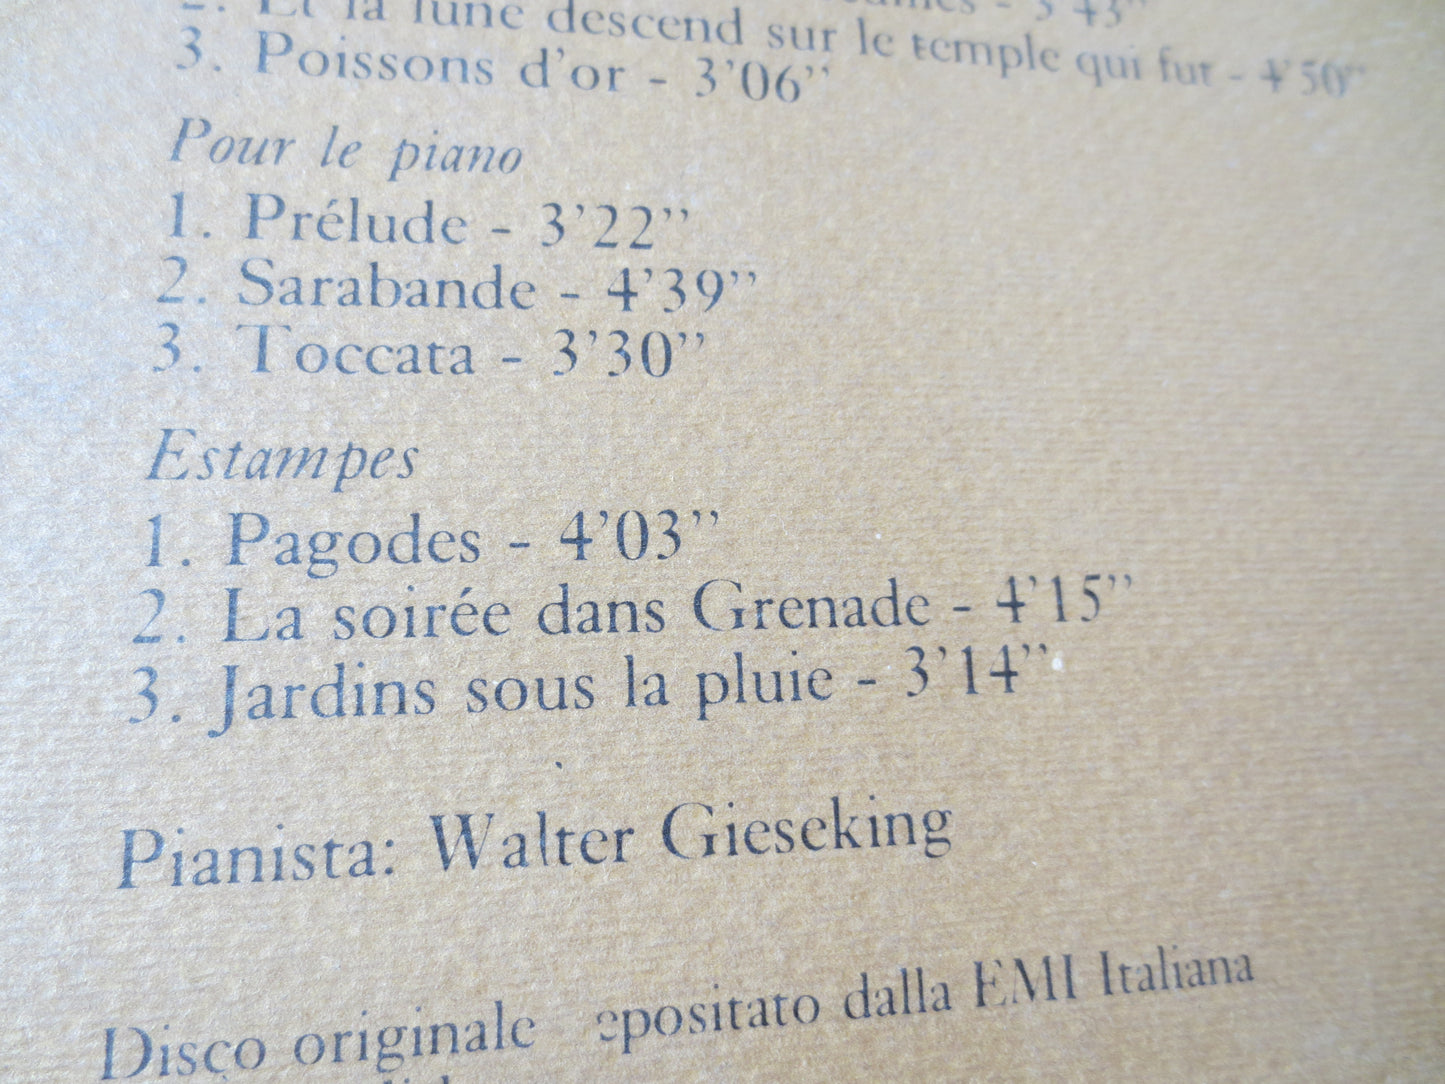 2. Et la lune descend sur le temple qui fut - 4'50''
3. Poissons d'or - 3'06''
Pour le piano
1. Prélude - 3'22''
2. Sarabande - 4'39''
3. Toccata - 3'30''
Estampes
1. Pagodes - 4'03''
2. La soirée dans Grenade - 4'15''
3. Jardins sous la pluie - 3'14''
Pianista: Walter Gieseking
Disco originale epositato dalla EMI Italiana